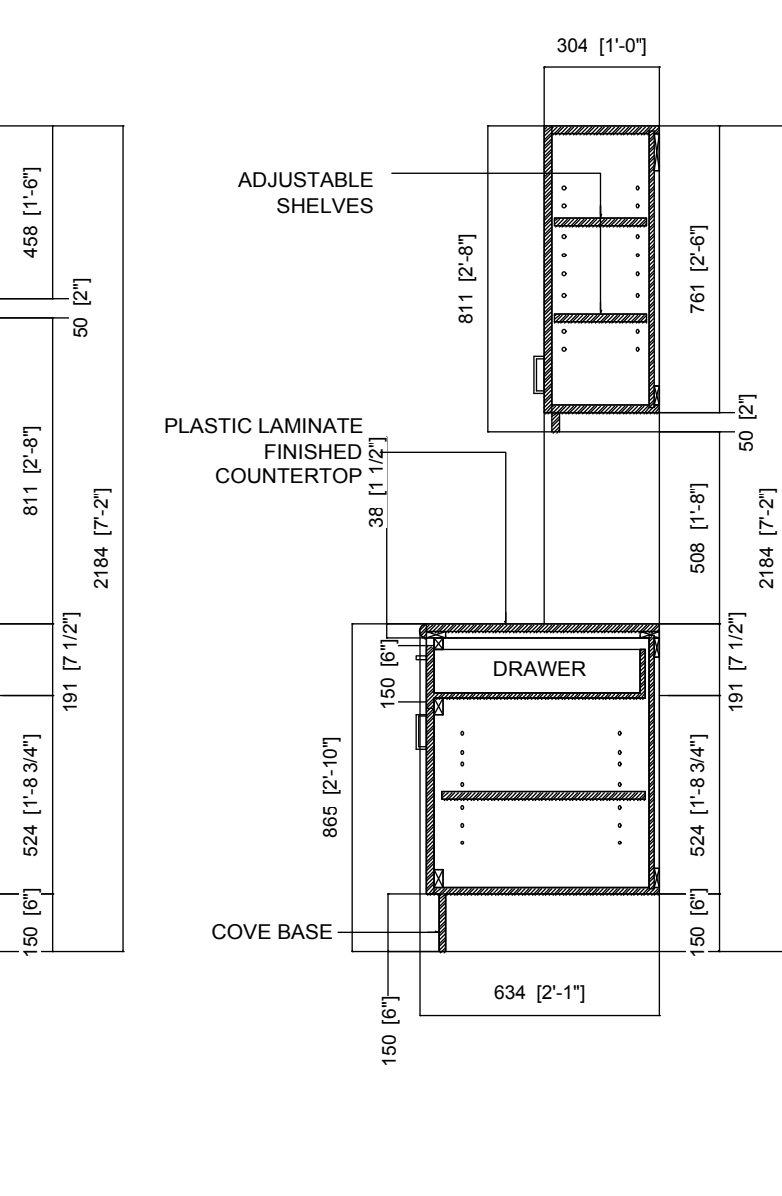 304 [1'-0"]
ADJUSTABLE
SHELVES
458 [1'-6"]
50 [2"]
811 [2'-8"]
761 [2'-6"]
50 [2"]
PLASTIC LAMINATE
FINISHED
COUNTERTOP
38 [1 1/2"]
811 [2'-8"]
2184 [7'-2"]
508 [1'-8"]
2184 [7'-2"]
191 [7 1/2"]
150 [6"]
DRAWER
191 [7 1/2"]
524 [1'-8 3/4"]
865 [2'-10"]
524 [1'-8 3/4"]
150 [6"]
COVE BASE
150 [6"]
634 [2'-1"]
150 [6"]